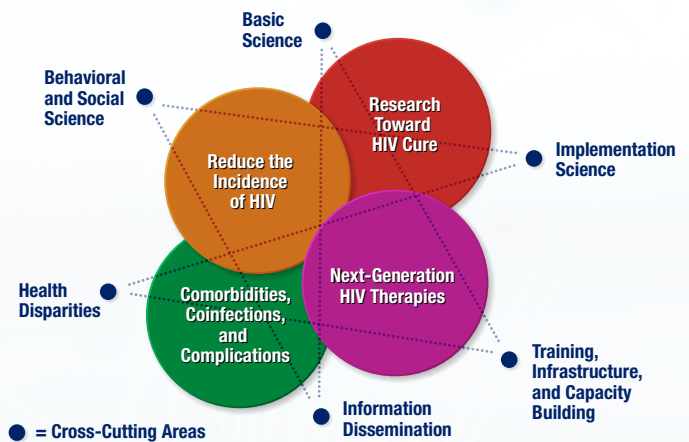 Basic
Science
Behavioral
and Social
Science
Research
Toward
HIV Cure
Implementation
Science
Reduce the
Incidence
of HIV
Next-Generation
HIV Therapies
Health
Disparities
Comorbidities,
Coinfections,
and
Complications
Training,
Infrastructure,
and Capacity
Building
Information
Dissemination
= Cross-Cutting Areas